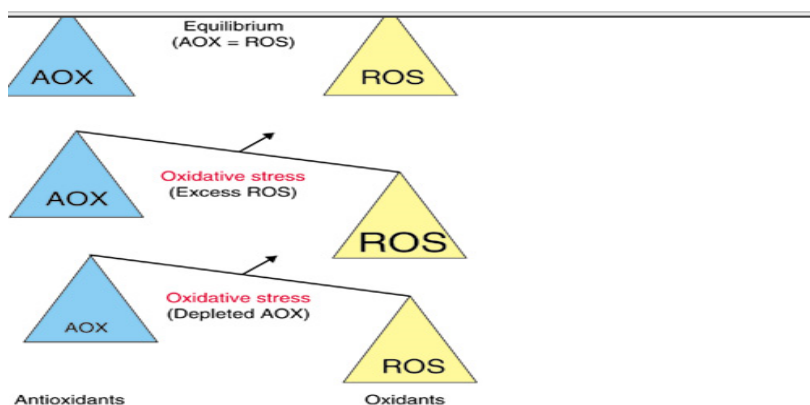 Equilibrium
(AOX = ROS)
AOX
ROS
Oxidative stress
(Excess ROS)
AOX
ROS
Oxidative stress
(Depleted AOX)
AOX
ROS
Antioxidants
Oxidants